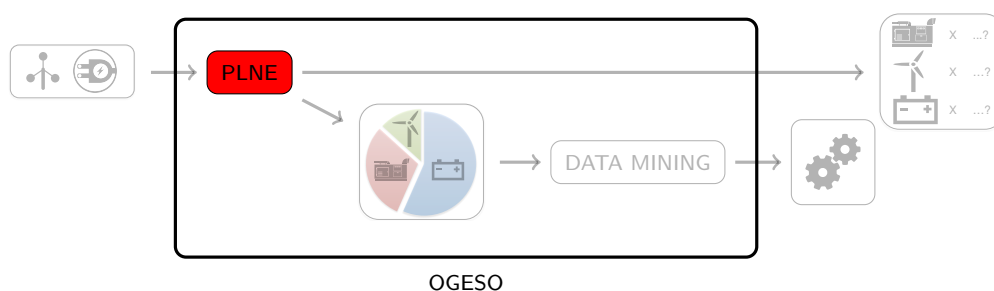 X ...?
PLNE
X ...?
X ...?
DATA MINING
OGESO